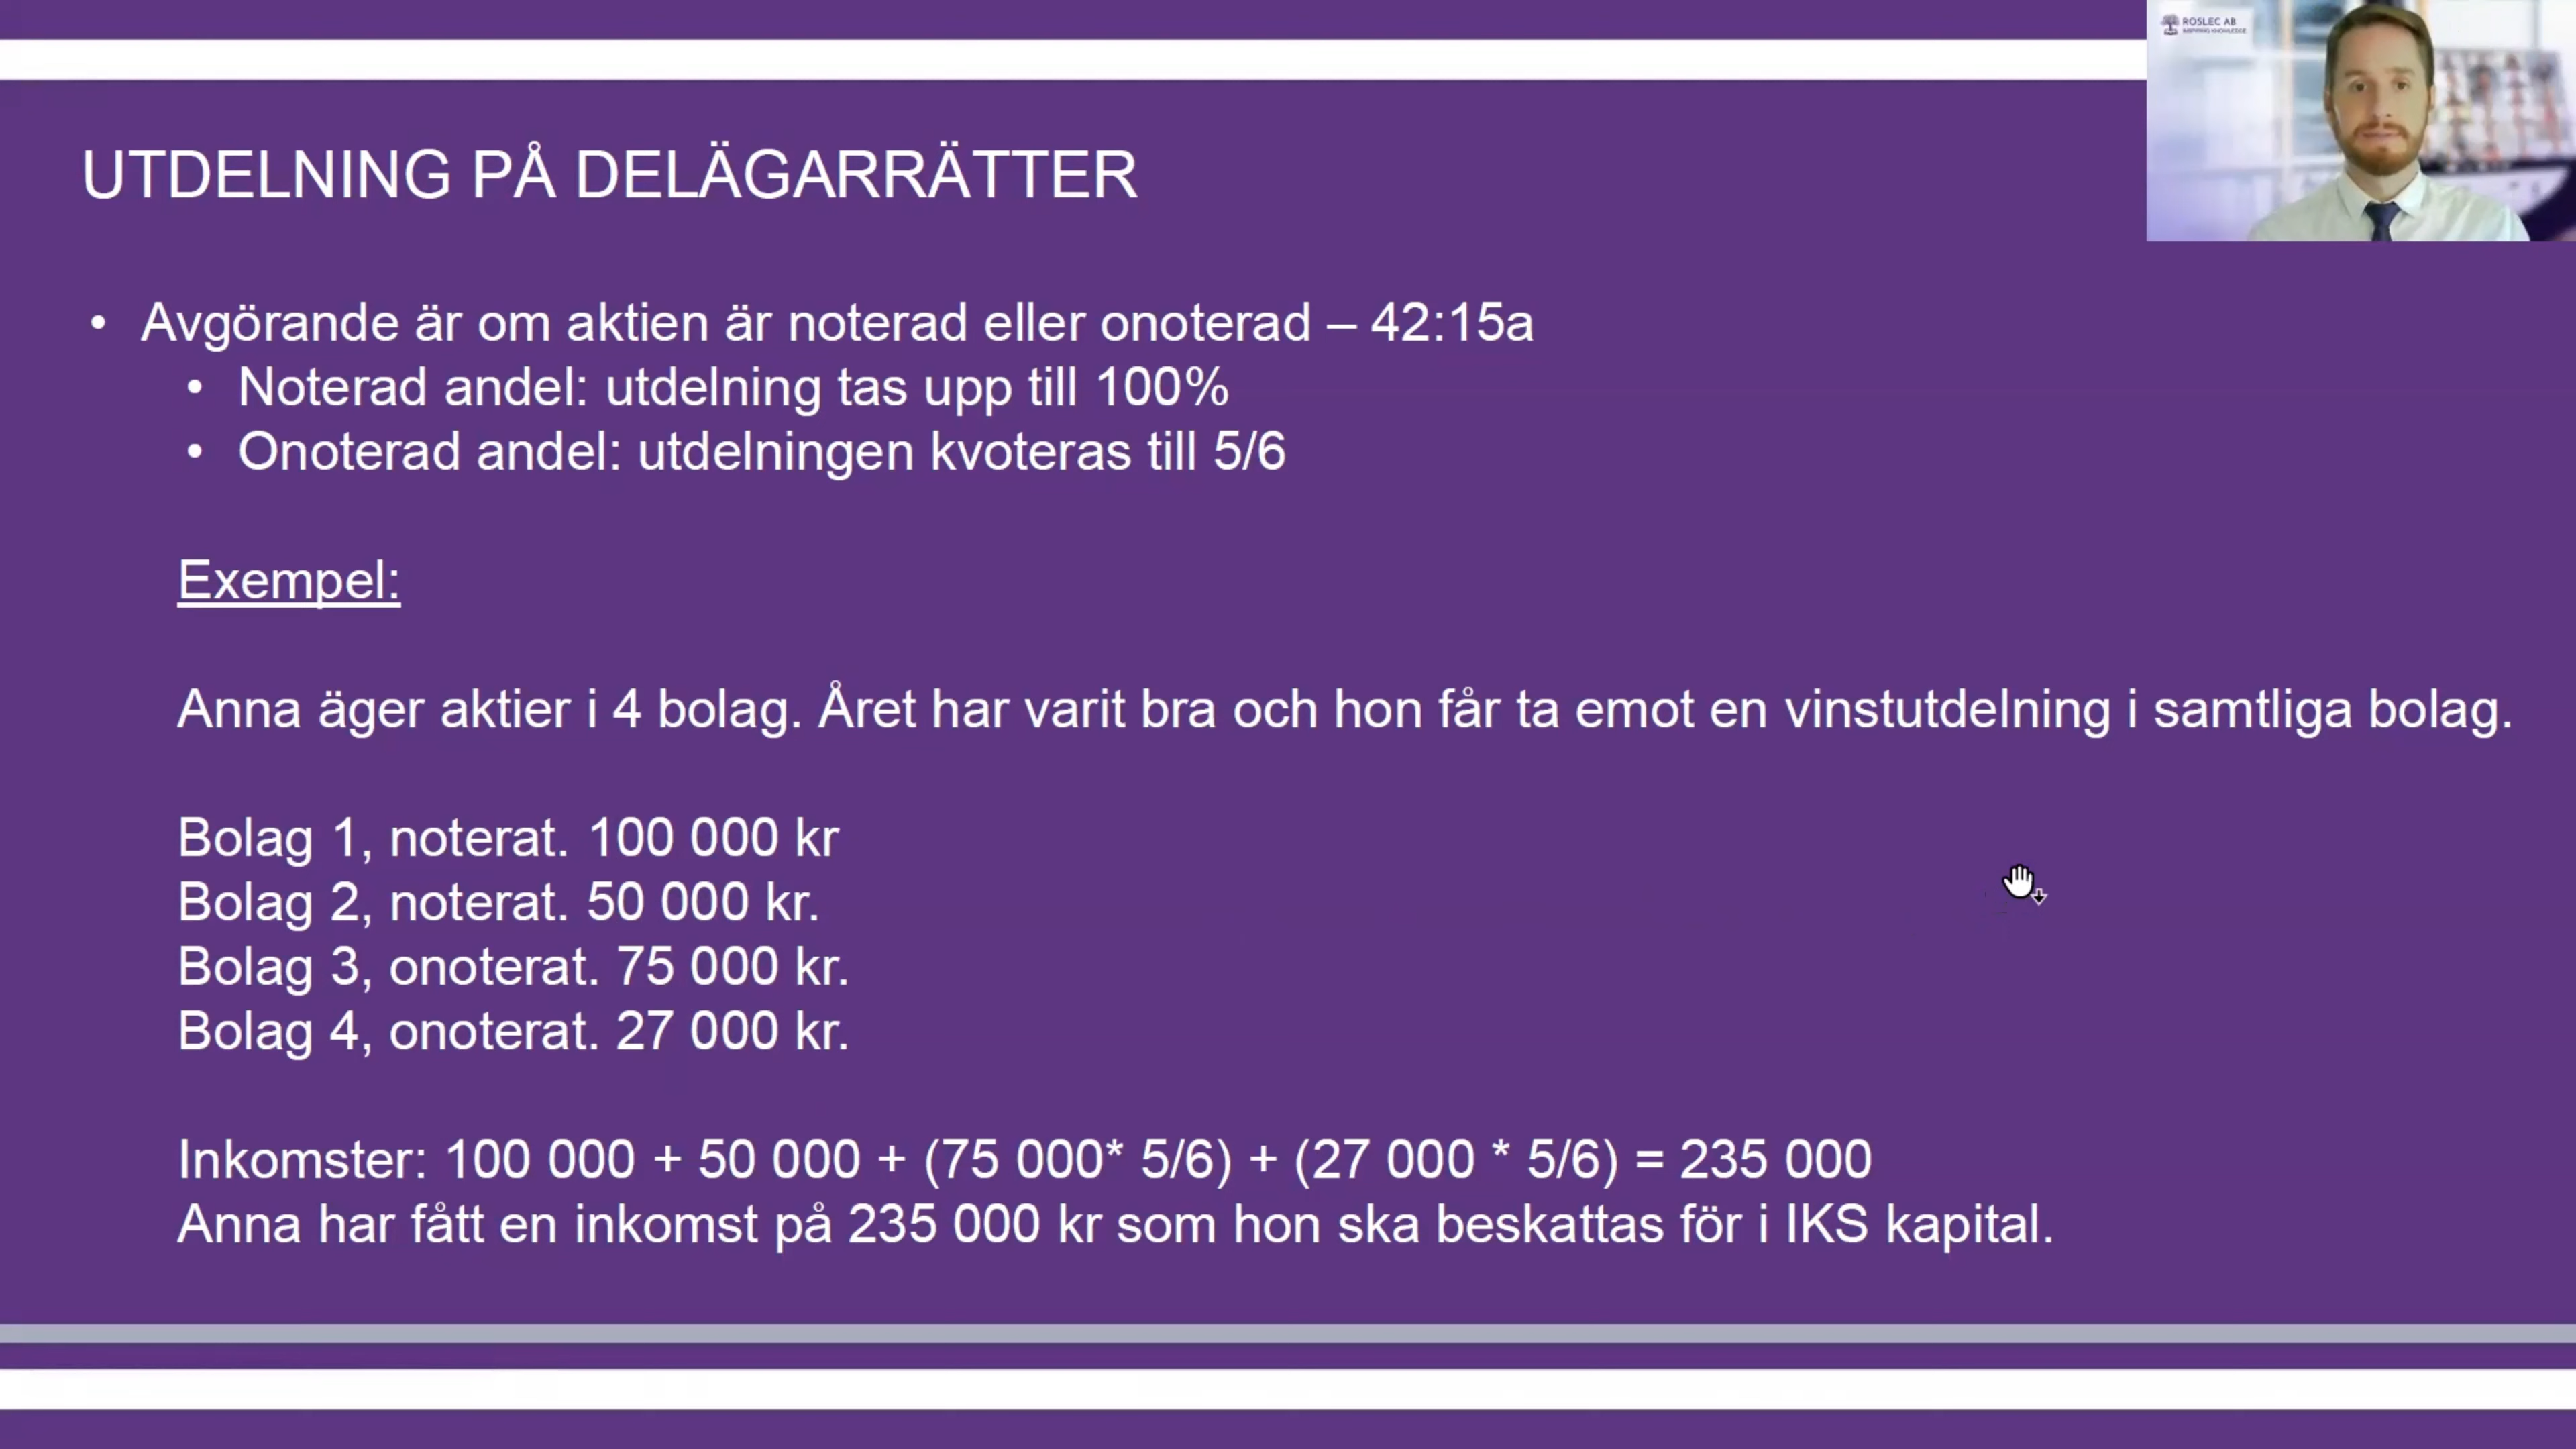 ROSLEC AB
INSPIRING KNOWLEDGE
UTDELNING PÅ DELÄGARRÄTTER
• Avgörande är om aktien är noterad eller onoterad – 42:15a
• Noterad andel: utdelning tas upp till 100%
• Onoterad andel: utdelningen kvoteras till 5/6
Exempel:
Anna äger aktier i 4 bolag. Året har varit bra och hon får ta emot en vinstutdelning i samtliga bolag.
Bolag 1, noterat. 100 000 kr
Bolag 2, noterat. 50 000 kr.
Bolag 3, onoterat. 75 000 kr.
Bolag 4, onoterat. 27 000 kr.
Inkomster: 100 000 + 50 000 + (75 000* 5/6) + (27 000 * 5/6) = 235 000
Anna har fått en inkomst på 235 000 kr som hon ska beskattas för i IKS kapital.